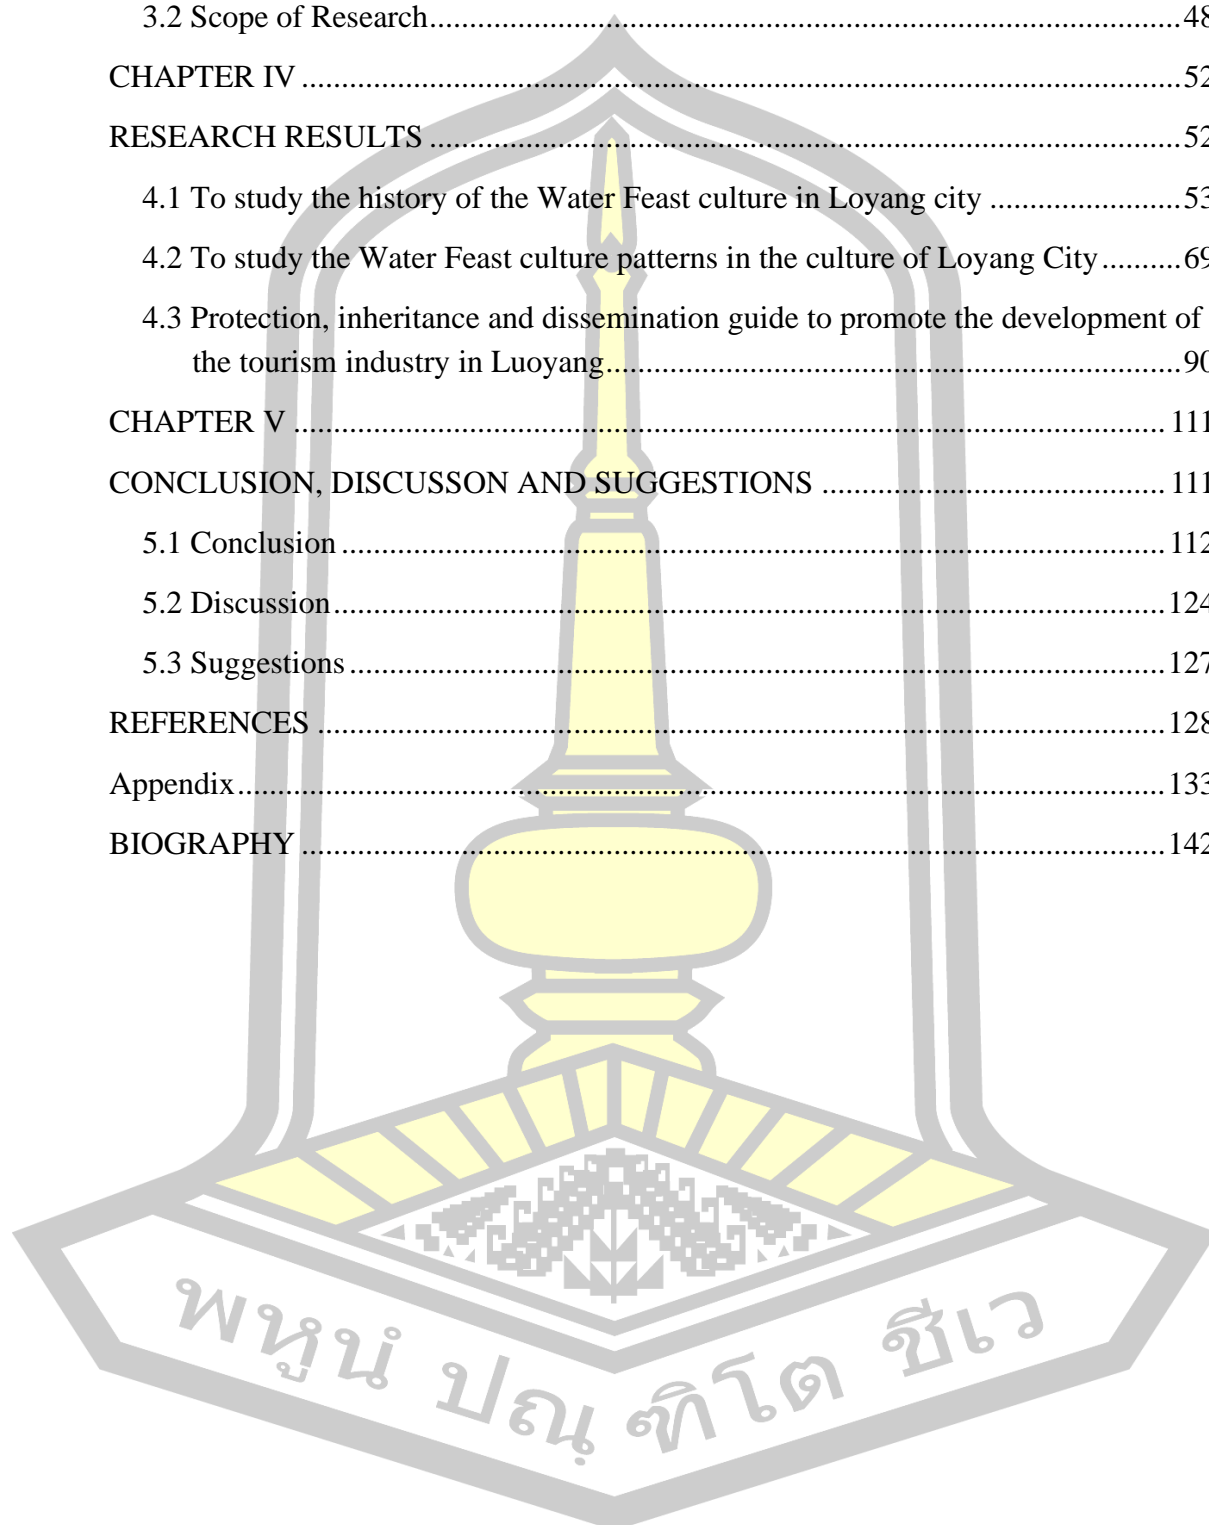 3.2 Scope of Research....................................................................................................48
CHAPTER IV ...............................................................................................................52
RESEARCH RESULTS ...............................................................................................52
4.1 To study the history of the Water Feast culture in Loyang city ........................53
4.2 To study the Water Feast culture patterns in the culture of Loyang City..........69
4.3 Protection, inheritance and dissemination guide to promote the development of
the tourism industry in Luoyang.........................................................................90
CHAPTER V ..............................................................................................................111
CONCLUSION, DISCUSSON AND SUGGESTIONS ............................................111
5.1 Conclusion ........................................................................................................112
5.2 Discussion.........................................................................................................124
5.3 Suggestions.......................................................................................................127
REFERENCES ...........................................................................................................128
Appendix.....................................................................................................................133
BIOGRAPHY .............................................................................................................142
พหูนํ ปณฺฑิโต ชีเว